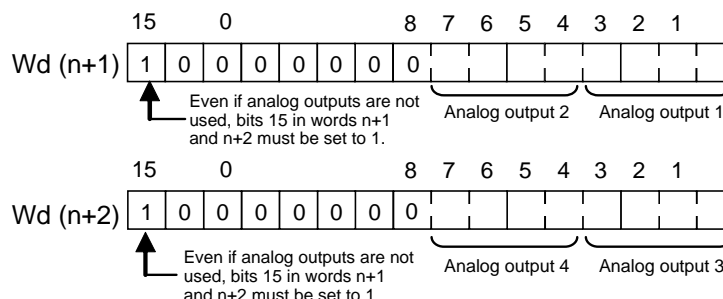 15 0 8 7 6 5 4 3 2 1
Wd (n+1) 1 0 0 0 0 0 0 0
Even if analog outputs are not
used, bits 15 in words n+1
and n+2 must be set to 1.
Analog output 2 Analog output 1
15 0 8 7 6 5 4 3 2 1
Wd (n+2) 1 0 0 0 0 0 0 0
Even if analog outputs are not
used, bits 15 in words n+1
and n+2 must be set to 1
Analog output 4 Analog output 3